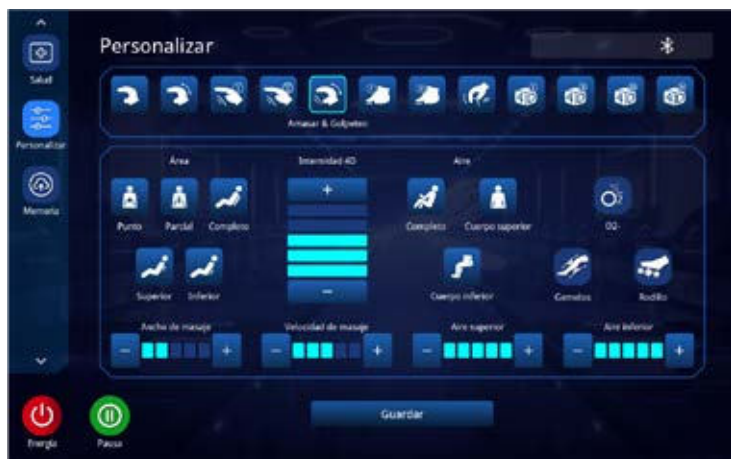 Personalizar
Salud
Amasar & Golpeteo
Personalizar
Área
Intensidad 4D
Aire
Memoria
Punto
Parcial
Completo
Completo
Cuerpo superior
O2-
Superior
Inferior
Cuerpo inferior
Gemelos
Rodillo
Ancho de masaje
Velocidad de masaje
Aire superior
Aire inferior
Guardar
Energía
Pausa